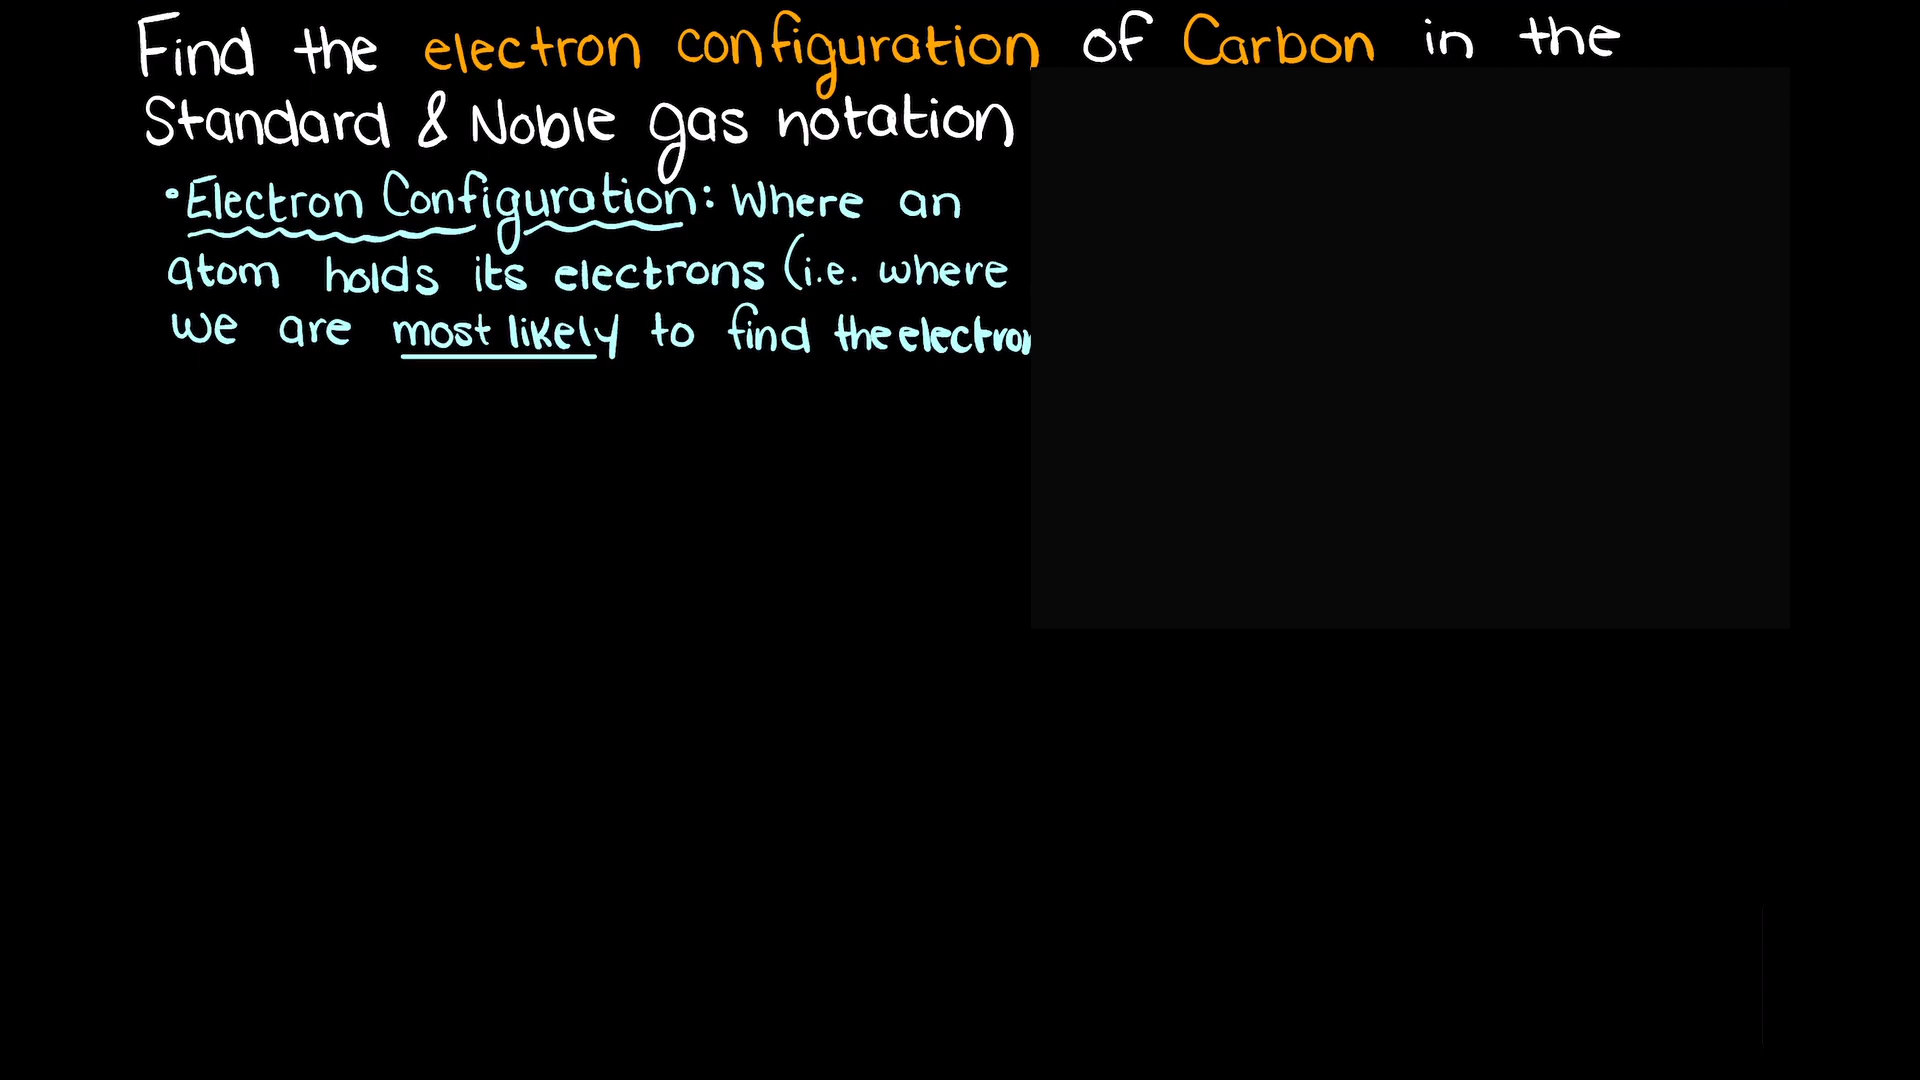 Find the electron configuration of Carbon in the
Standard & Noble gas notation
•Electron Configuration: Where an
atom holds its electrons (i.e. where
we are most likely to find the electron